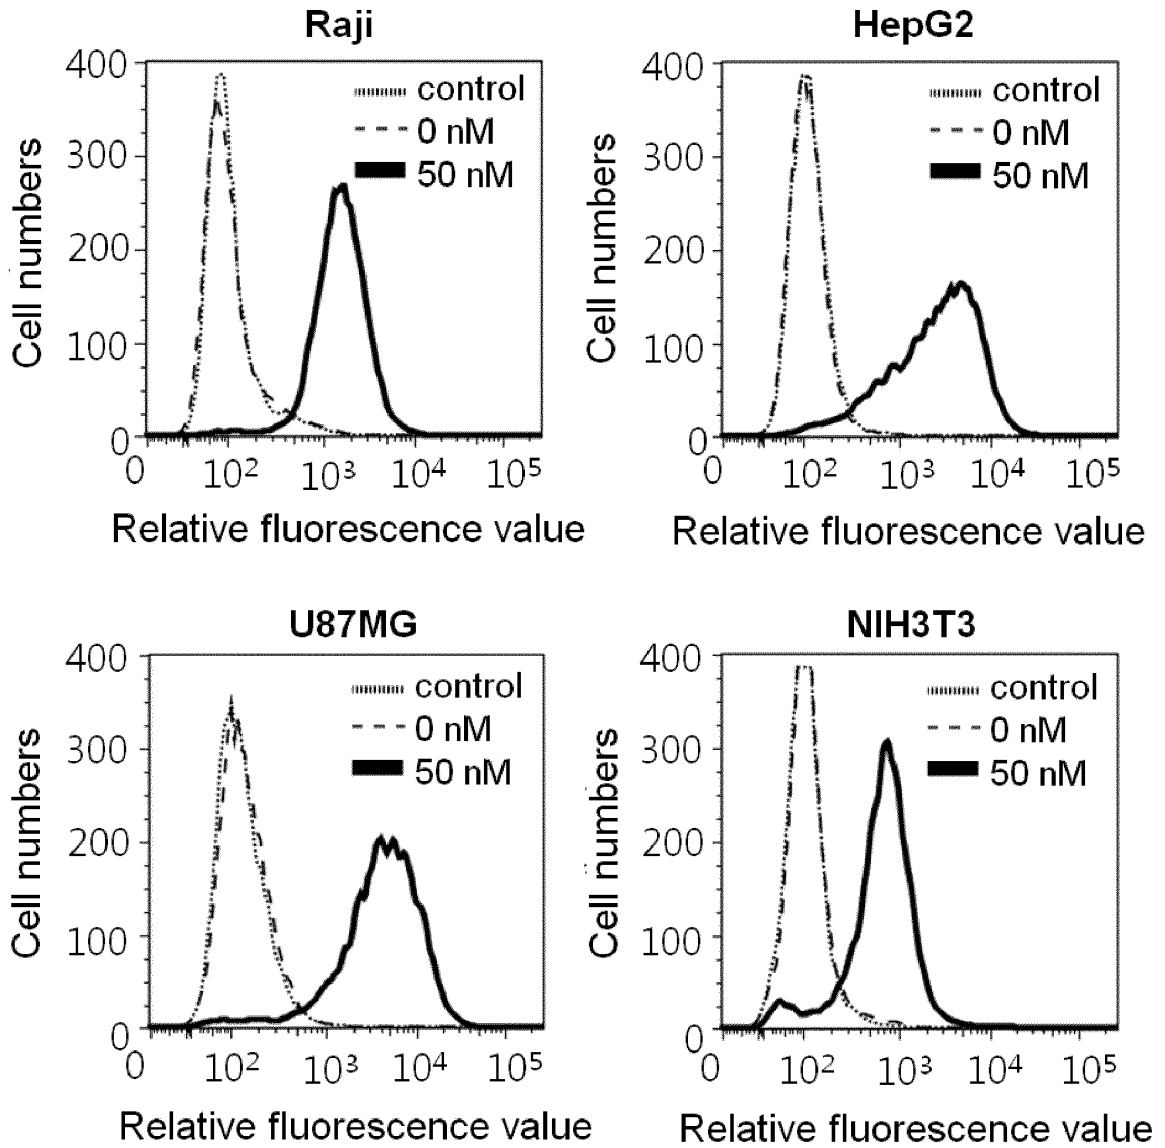 Raji
400
300
200
100
0
Cell numbers
control
0 nM
50 nM
0 10² 10³ 10⁴ 10⁵
Relative fluorescence value
HepG2
400
300
200
100
0
Cell numbers
control
0 nM
50 nM
0 10² 10³ 10⁴ 10⁵
Relative fluorescence value
U87MG
400
300
200
100
0
Cell numbers
control
0 nM
50 nM
0 10² 10³ 10⁴ 10⁵
Relative fluorescence value
NIH3T3
400
300
200
100
0
Cell numbers
control
0 nM
50 nM
0 10² 10³ 10⁴ 10⁵
Relative fluorescence value